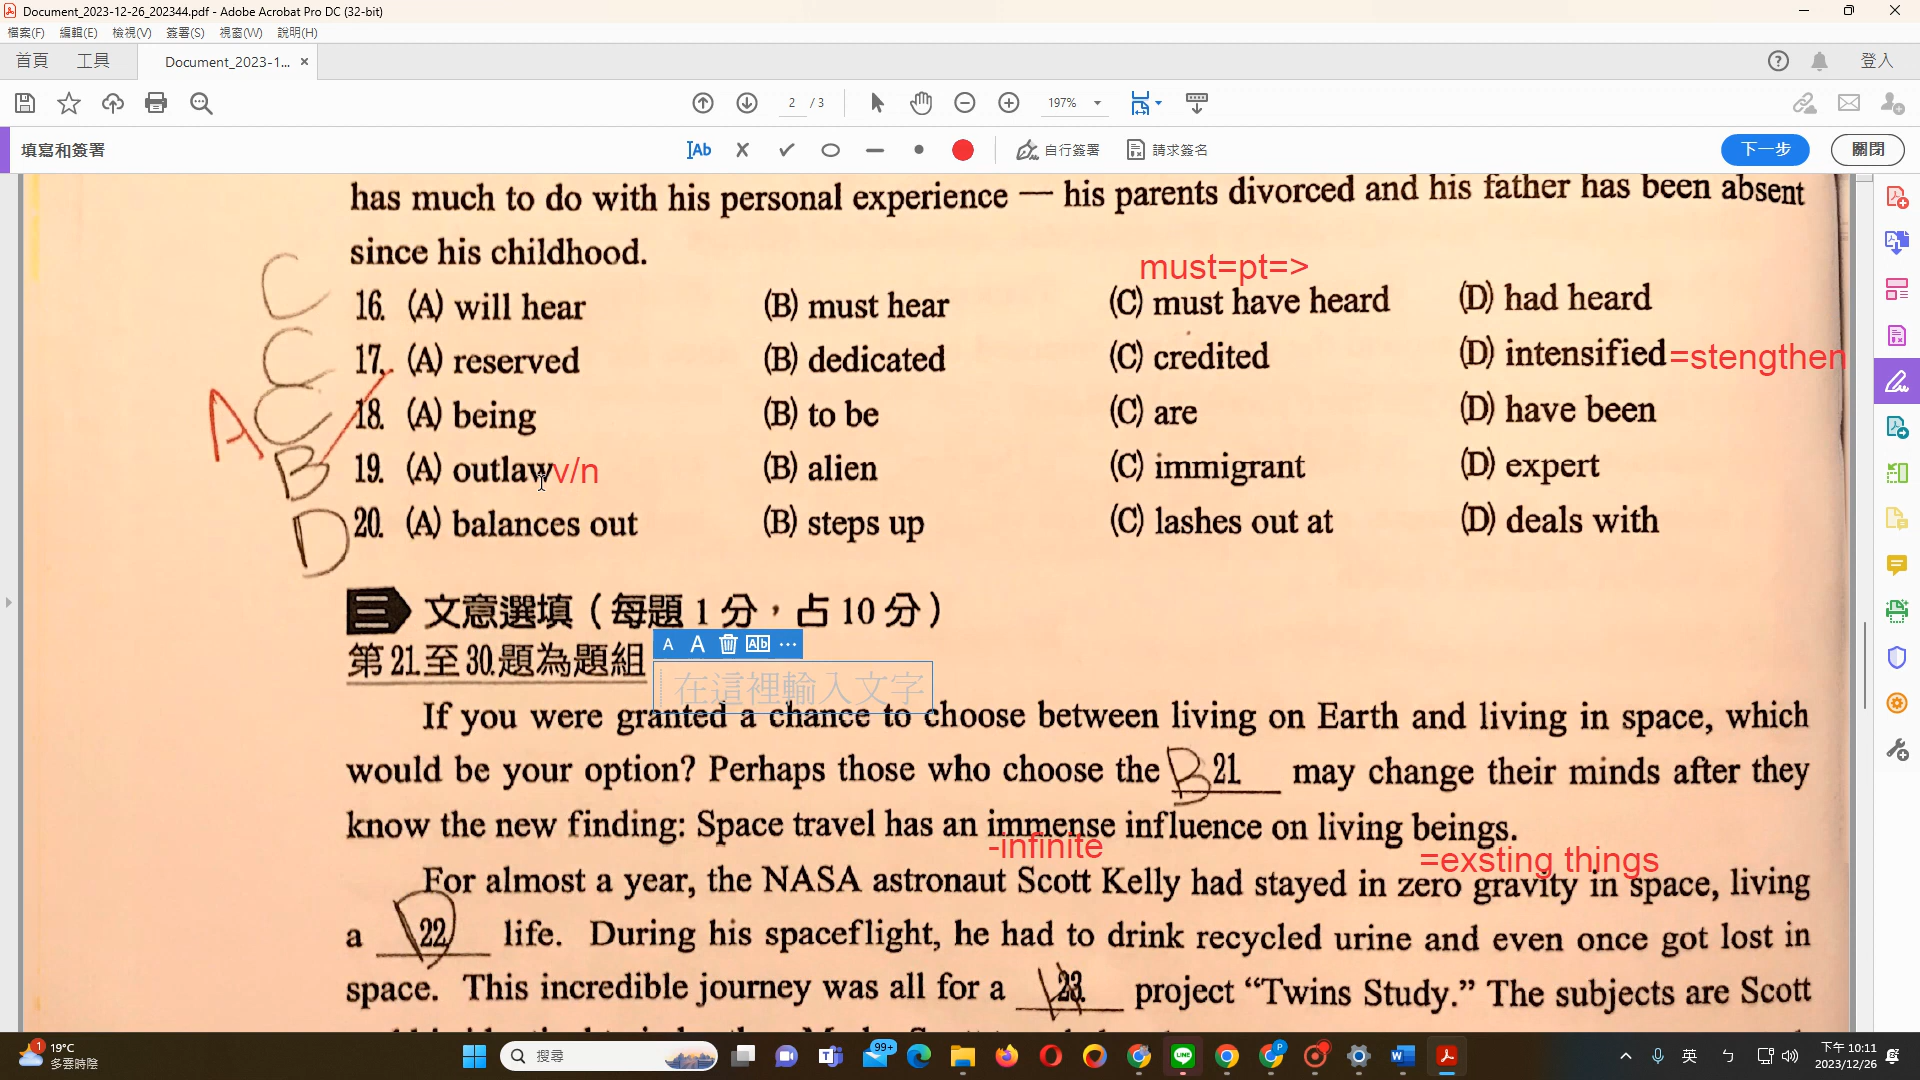 Document_2023-12-26_202344.pdf - Adobe Acrobat Pro DC (32-bit)
檔案(F) 編輯(E) 檢視(V) 簽署(S) 視窗(W) 說明(H)
首頁 工具 Document_2023-1... × 登入
2 / 3 197%
填寫和簽署 Ab 自行簽署 請求簽名 下一步 關閉
has much to do with his personal experience — his parents divorced and his father has been absent
since his childhood.
must=pt=>
C 16. (A) will hear (B) must hear (C) must have heard (D) had heard
C 17. (A) reserved (B) dedicated (C) credited (D) intensified =stengthen
A C 18. (A) being (B) to be (C) are (D) have been
B 19. (A) outlaw v/n (B) alien (C) immigrant (D) expert
D 20. (A) balances out (B) steps up (C) lashes out at (D) deals with
三 文意選填（每題 1 分，占 10 分）
A A Ab ...
第 21. 至 30. 題為題組
在這裡輸入文字
If you were granted a chance to choose between living on Earth and living in space, which
would be your option? Perhaps those who choose the B 21. may change their minds after they
know the new finding: Space travel has an immense influence on living beings.
-infinite =exsting things
For almost a year, the NASA astronaut Scott Kelly had stayed in zero gravity in space, living
a D 22. life. During his spaceflight, he had to drink recycled urine and even once got lost in
space. This incredible journey was all for a 23. project “Twins Study.” The subjects are Scott
1 19°C
多雲時陰
搜尋
99+
英 ㄅ
下午 10:11
2023/12/26